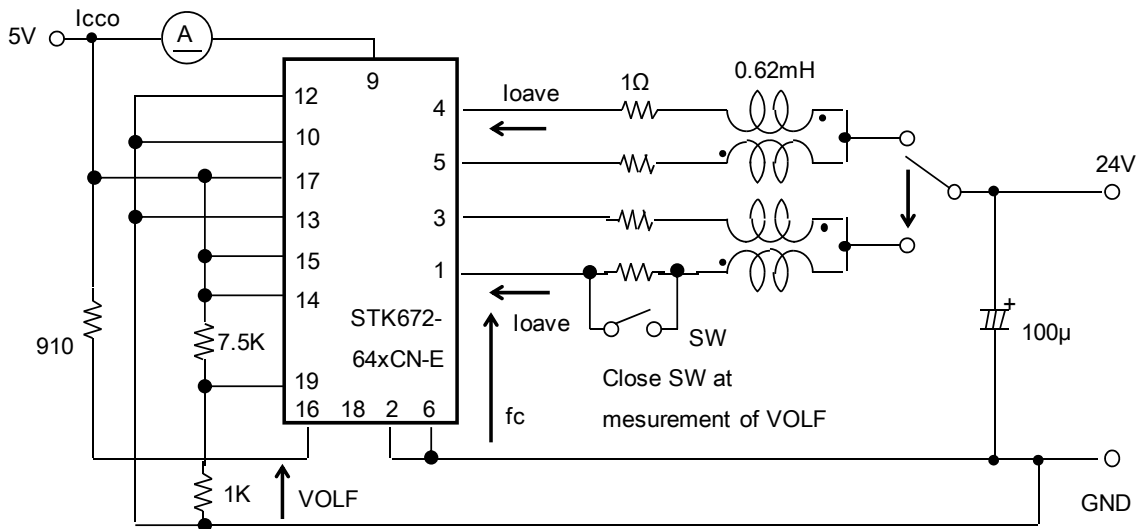 Icco
5V
A
9
12
10
17
13
15
14
19
16 18 2 6
4
5
3
1
STK672-
64xCN-E
Ioave
1Ω
0.62mH
24V
910
7.5K
1K
VOLF
fc
Ioave
SW
Close SW at
mesurement of VOLF
+
100µ
GND